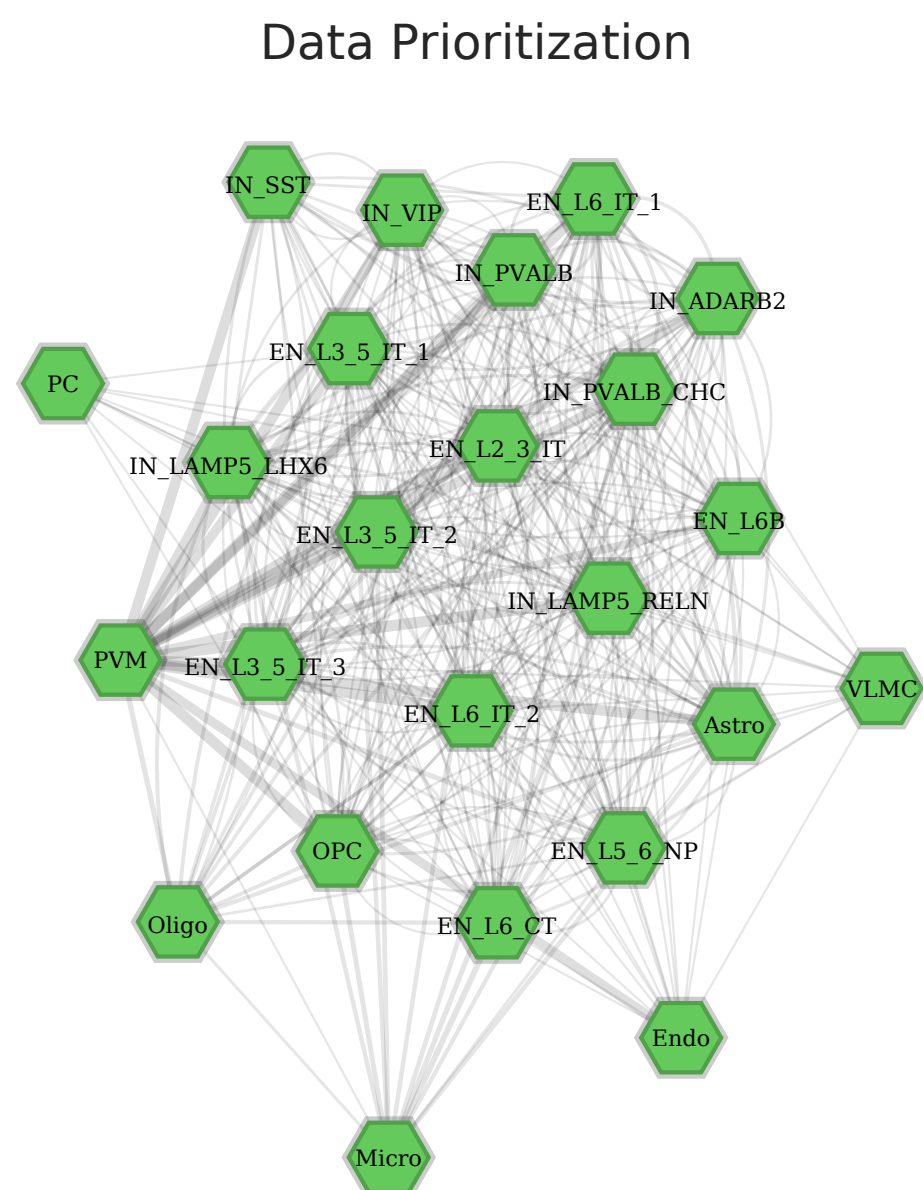 Data Prioritization
IN_SST
IN_VIP
EN_L6_IT_1
IN_PVALB
IN_ADARB2
EN_L3_5_IT_1
PC
IN_PVALB_CHC
EN_L2_3_IT
IN_LAMP5_LHX6
EN_L6B
EN_L3_5_IT_2
IN_LAMP5_RELN
PVM
EN_L3_5_IT_3
VLMC
EN_L6_IT_2
Astro
OPC
EN_L5_6_NP
Oligo
EN_L6_CT
Endo
Micro